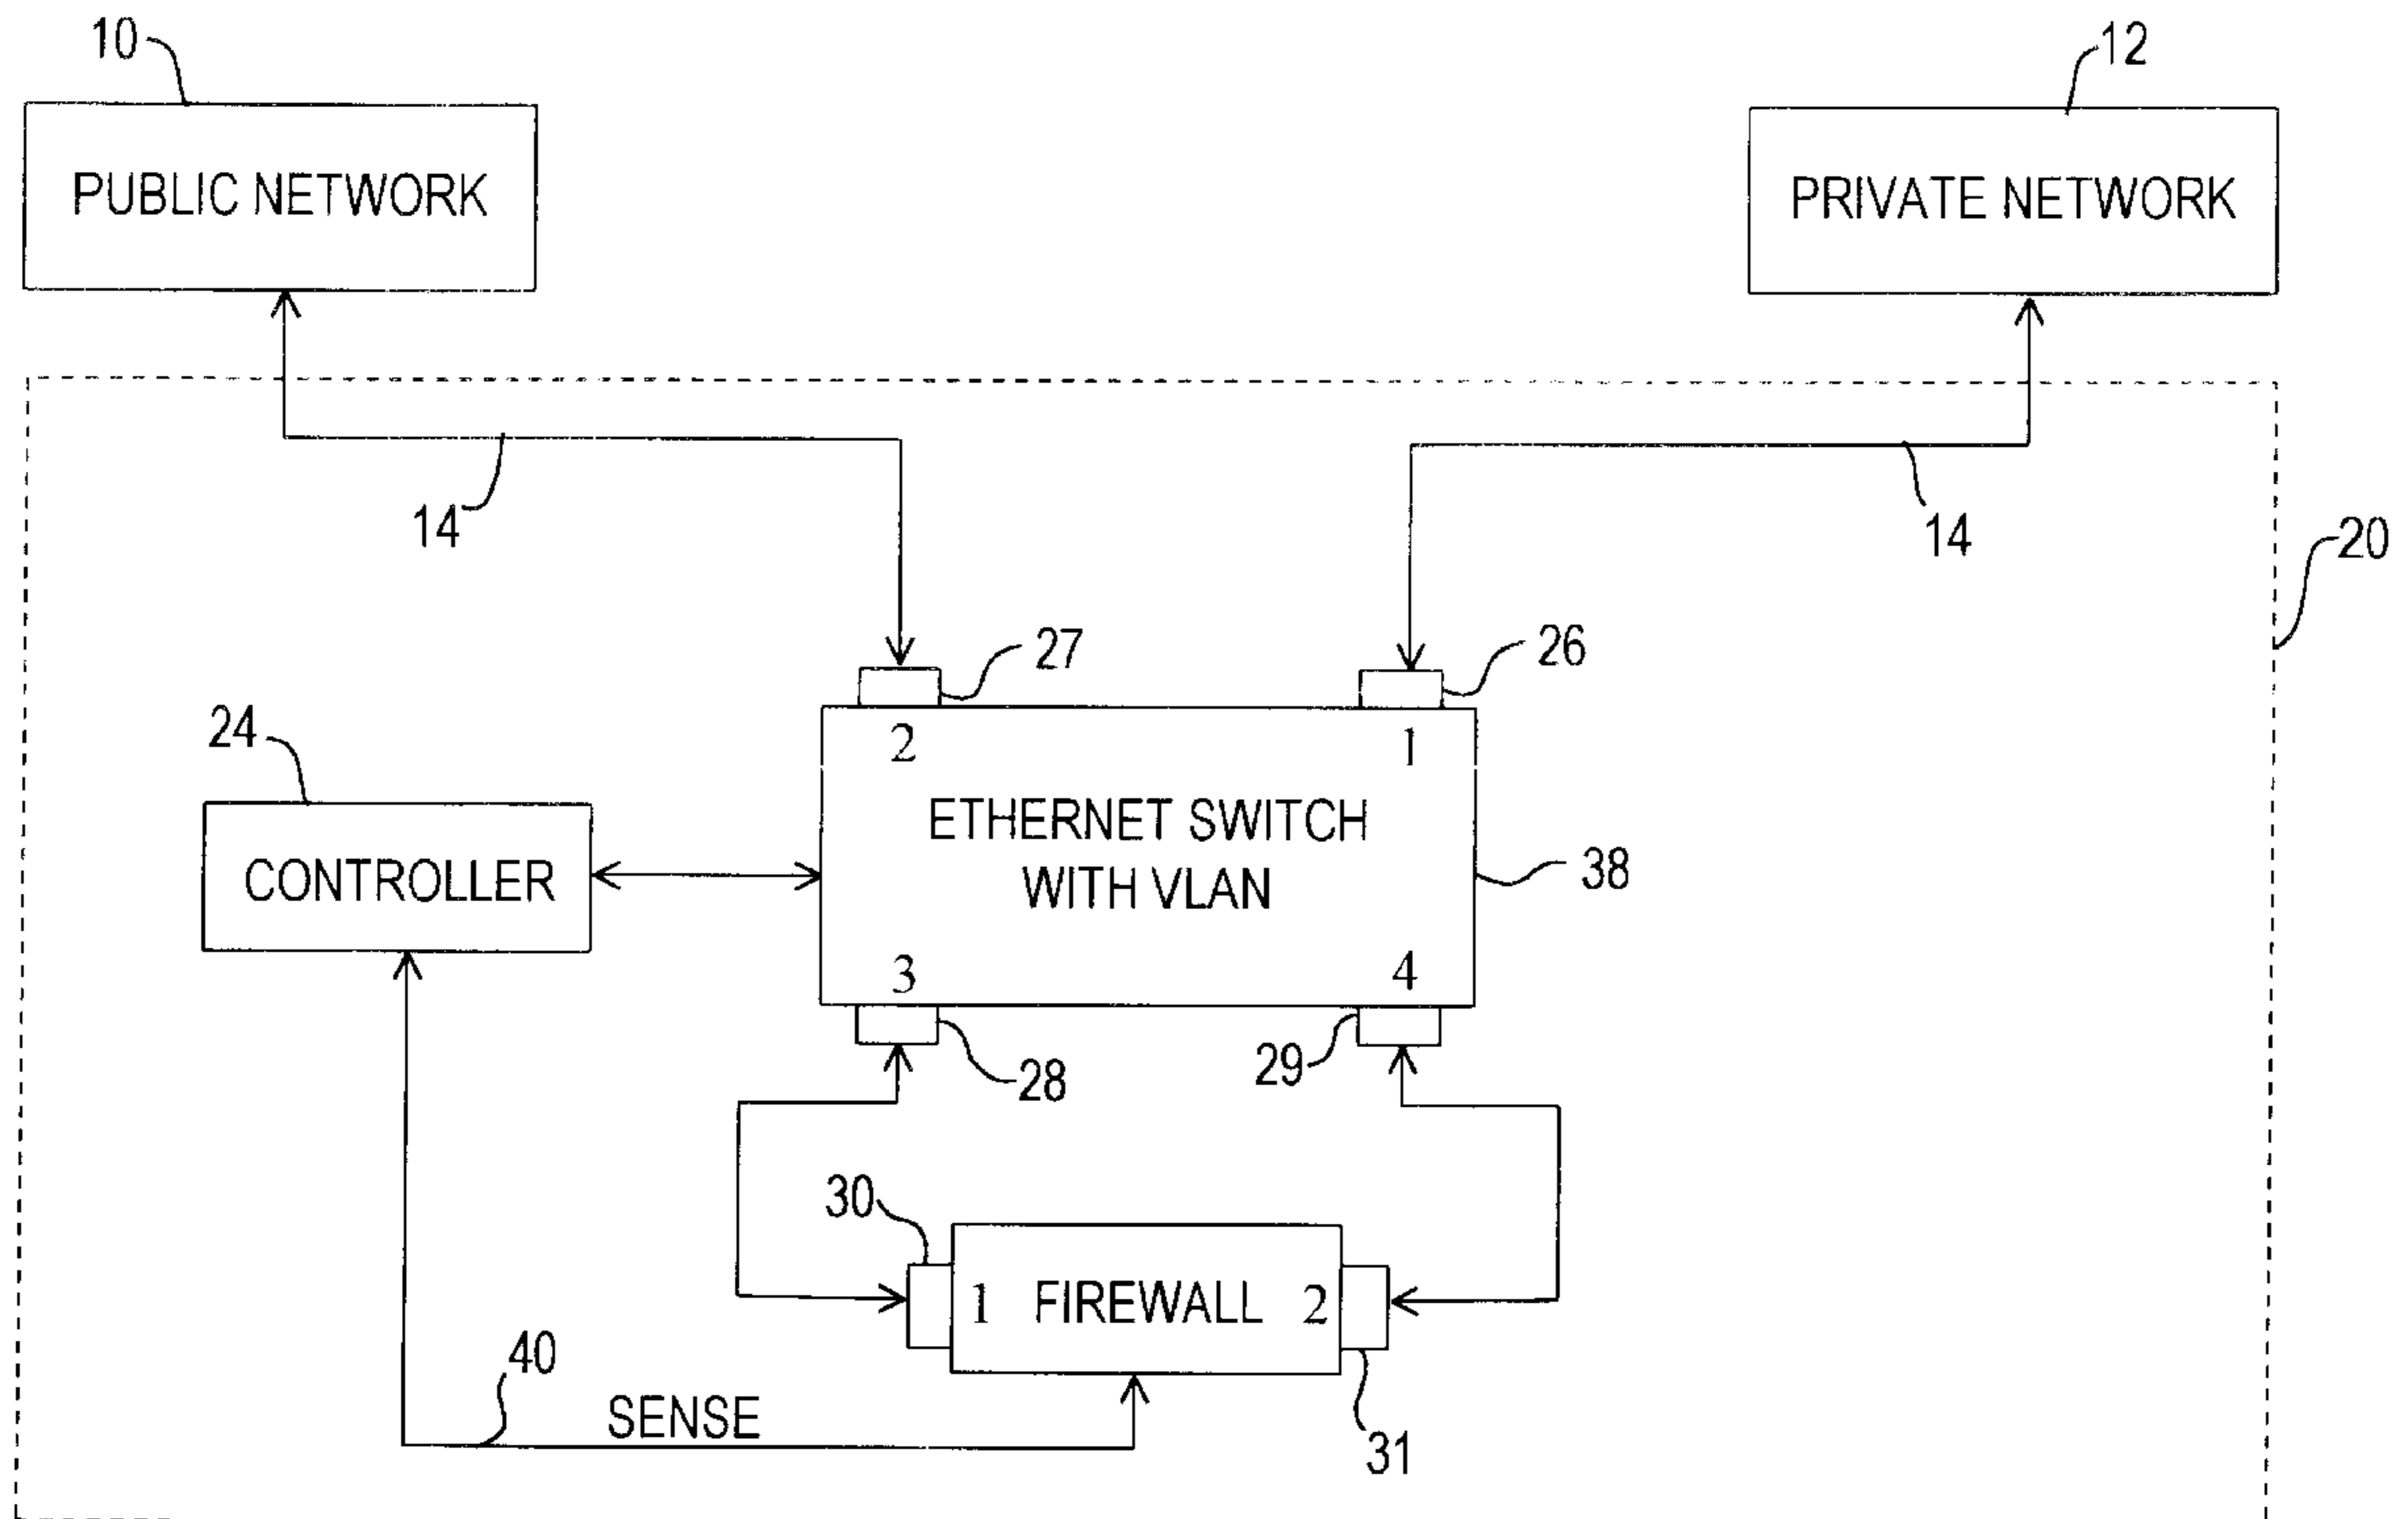 10
12
PUBLIC NETWORK
PRIVATE NETWORK
14
14
20
27
26
24
2
1
ETHERNET SWITCH
WITH VLAN
38
CONTROLLER
3
4
28
29
30
1
FIREWALL
2
40
SENSE
31